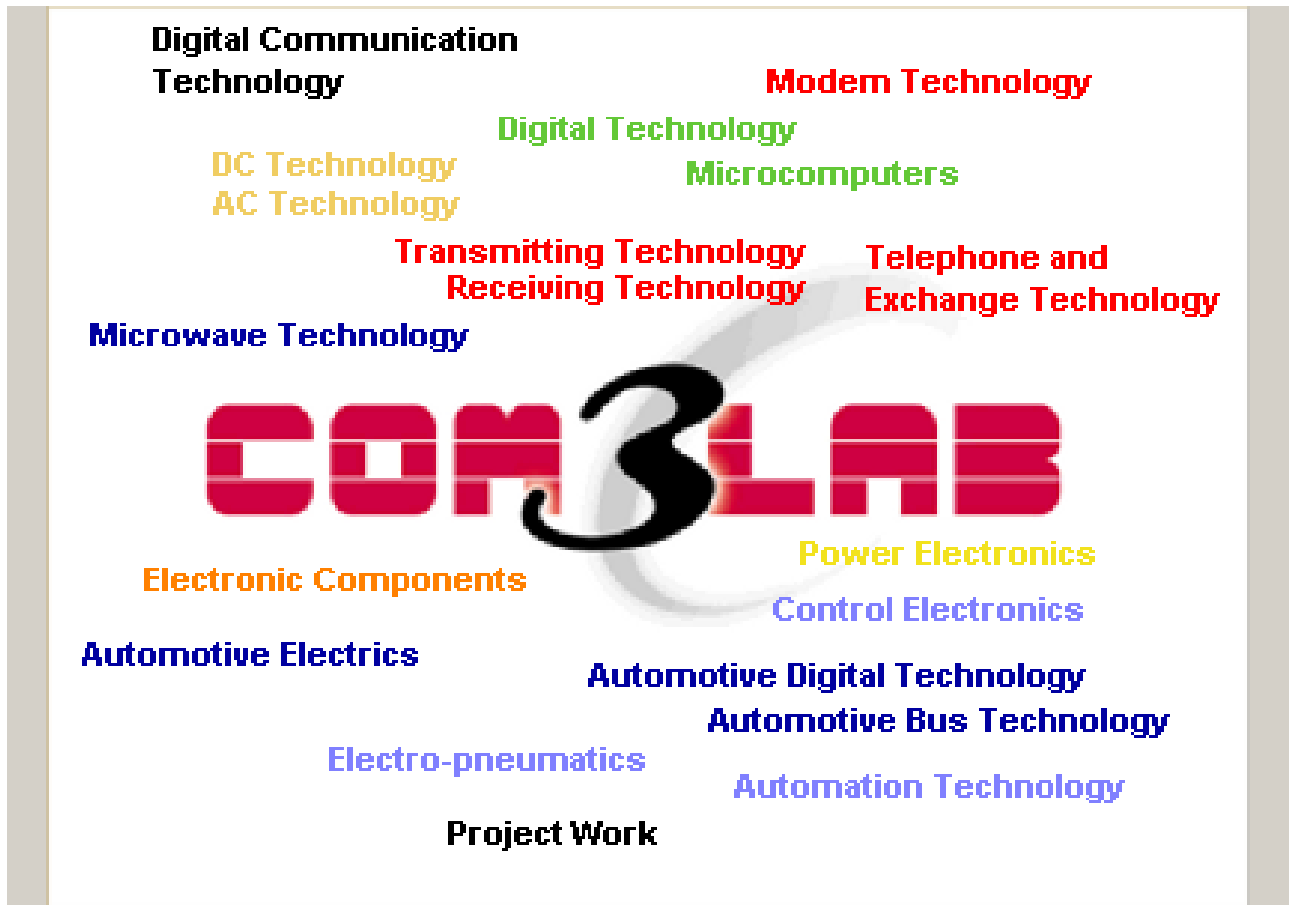 Digital Communication
Technology
Modem Technology
Digital Technology
DC Technology
Microcomputers
AC Technology
Transmitting Technology
Receiving Technology
Telephone and
Exchange Technology
Microwave Technology
COM3LAB
Power Electronics
Electronic Components
Control Electronics
Automotive Electrics
Automotive Digital Technology
Automotive Bus Technology
Electro-pneumatics
Automation Technology
Project Work